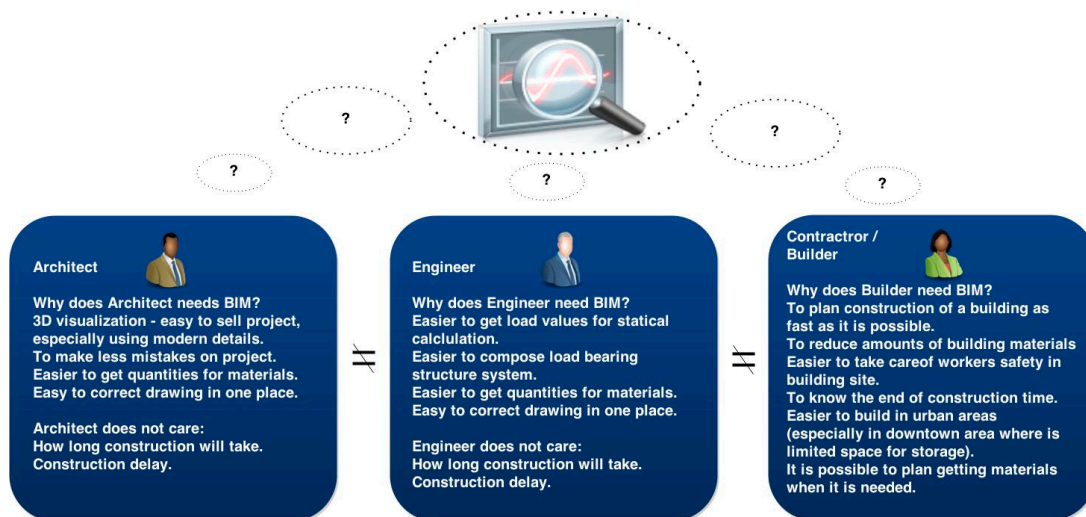 ?
?
?
?
?
Architect
Why does Architect needs BIM?
3D visualization - easy to sell project,
especially using modern details.
To make less mistakes on project.
Easier to get quantities for materials.
Easy to correct drawing in one place.
Architect does not care:
How long construction will take.
Construction delay.
≠
Engineer
Why does Engineer need BIM?
Easier to get load values for statical
calclulation.
Easier to compose load bearing
structure system.
Easier to get quantities for materials.
Easy to correct drawing in one place.
Engineer does not care:
How long construction will take.
Construction delay.
≠
Contractror /
Builder
Why does Builder need BIM?
To plan construction of a building as
fast as it is possible.
To reduce amounts of building materials
Easier to take careof workers safety in
building site.
To know the end of construction time.
Easier to build in urban areas
(especially in downtown area where is
limited space for storage).
It is possible to plan getting materials
when it is needed.